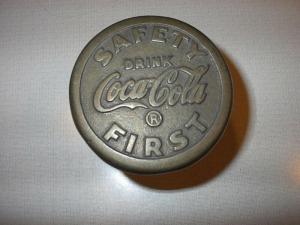 SAFETY
DRINK
Coca-Cola
®
FIRST